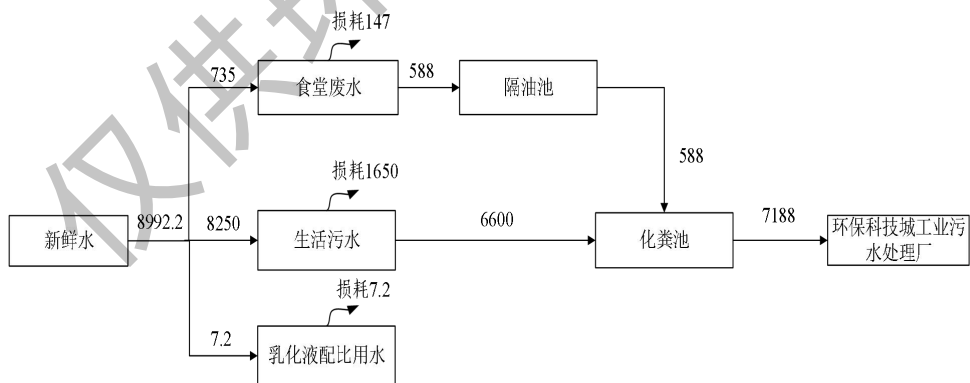 损耗147
735
食堂废水
588
隔油池
588
损耗1650
新鲜水
8992.2
8250
生活污水
6600
化粪池
7188
环保科技城工业污
水处理厂
损耗7.2
7.2
乳化液配比用水
仅供